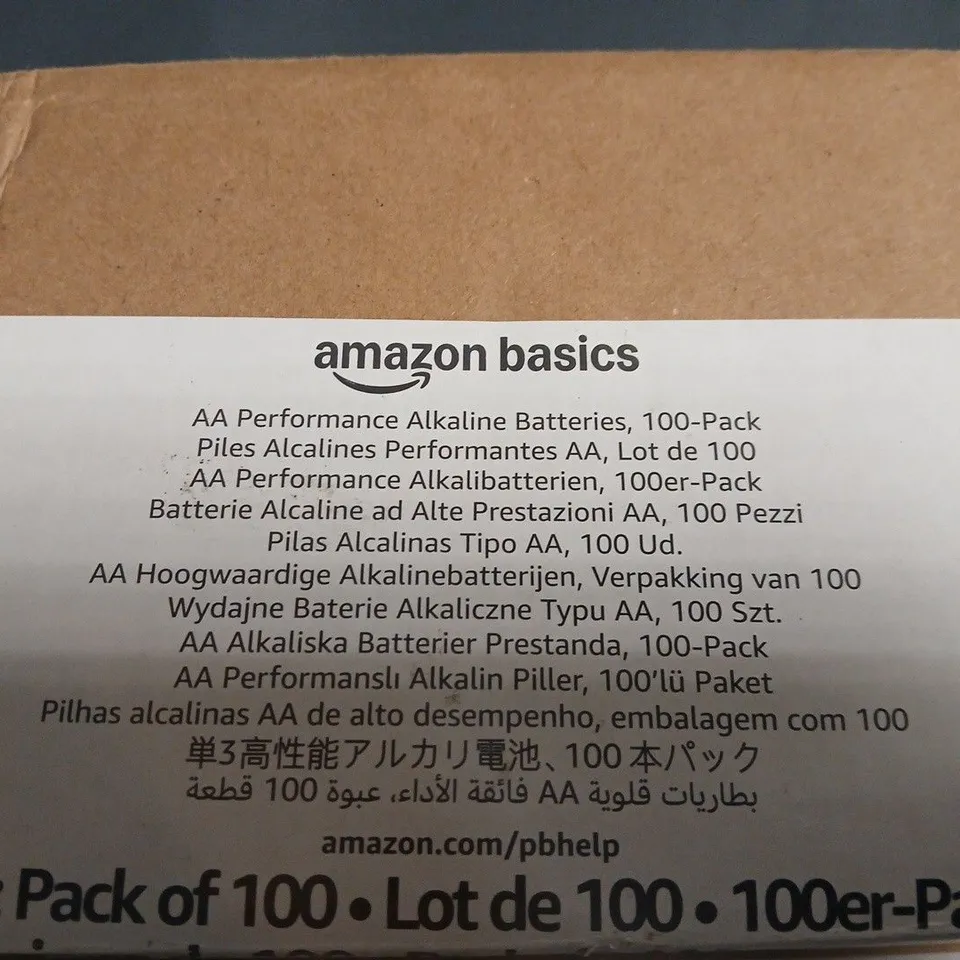 amazon basics
AA Performance Alkaline Batteries, 100-Pack
Piles Alcalines Performantes AA, Lot de 100
AA Performance Alkalibatterien, 100er-Pack
Batterie Alcaline ad Alte Prestazioni AA, 100 Pezzi
Pilas Alcalinas Tipo AA, 100 Ud.
AA Hoogwaardige Alkalinebatterijen, Verpakking van 100
Wydajne Baterie Alkaliczne Typu AA, 100 Szt.
AA Alkaliska Batterier Prestanda, 100-Pack
AA Performanslı Alkalin Piller, 100'lü Paket
Pilhas alcalinas AA de alto desempenho, embalagem com 100
単3高性能アルカリ電池、100本パック
بطاريات قلوية AA فائقة الأداء، عبوة 100 قطعة
amazon.com/pbhelp
Pack of 100 • Lot de 100 • 100er-Pa